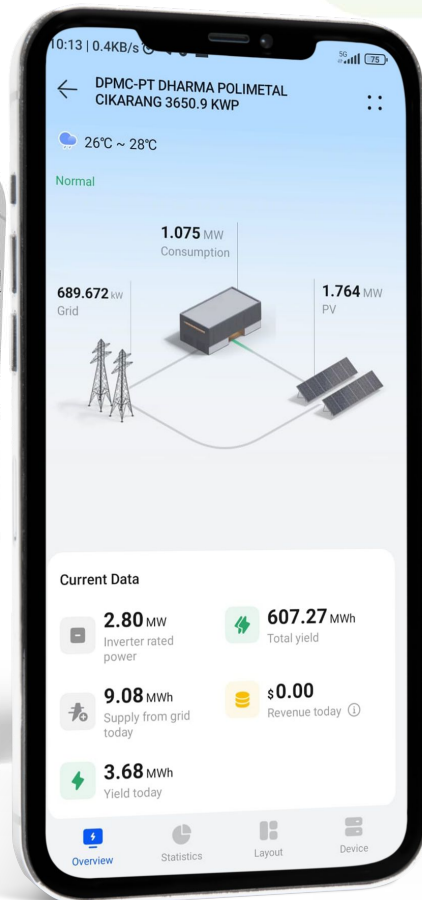 10:13 | 0.4KB/s
5G
75
DPMC-PT DHARMA POLIMETAL
CIKARANG 3650.9 KWP
26℃ ~ 28℃
Normal
1.075 MW
Consumption
689.672 kW
Grid
1.764 MW
PV
Current Data
2.80 MW
Inverter rated
power
607.27 MWh
Total yield
9.08 MWh
Supply from grid
today
$0.00
Revenue today
3.68 MWh
Yield today
Overview
Statistics
Layout
Device